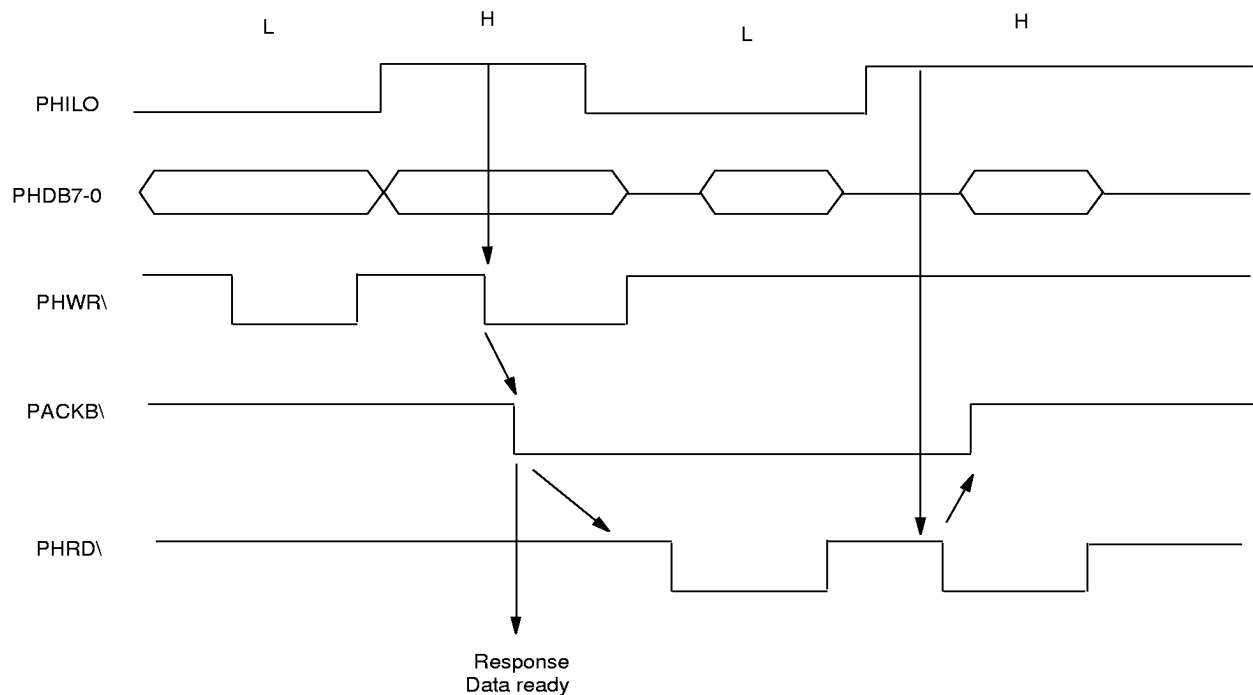 L
H
L
H
PHILO
PHDB7-0
PHWR\
PACKB\
PHRD\
Response
Data ready